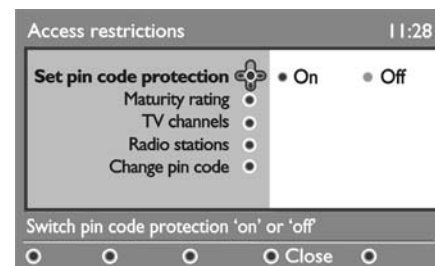 Access restrictions 11:28
Set pin code protection On Off
Maturity rating
TV channels
Radio stations
Change pin code
Switch pin code protection 'on' or 'off'
Close